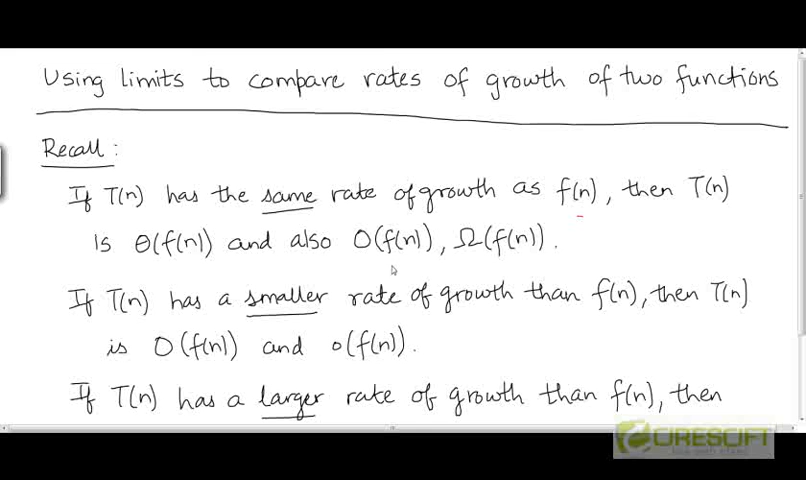 Using limits to compare rates of growth of two functions
Recall:
If T(n) has the same rate of growth as f(n), then T(n)
is Θ(f(n)) and also O(f(n)), Ω(f(n)).
If T(n) has a smaller rate of growth than f(n), then T(n)
is O(f(n)) and o(f(n)).
If T(n) has a larger rate of growth than f(n), then
CIRESOFT